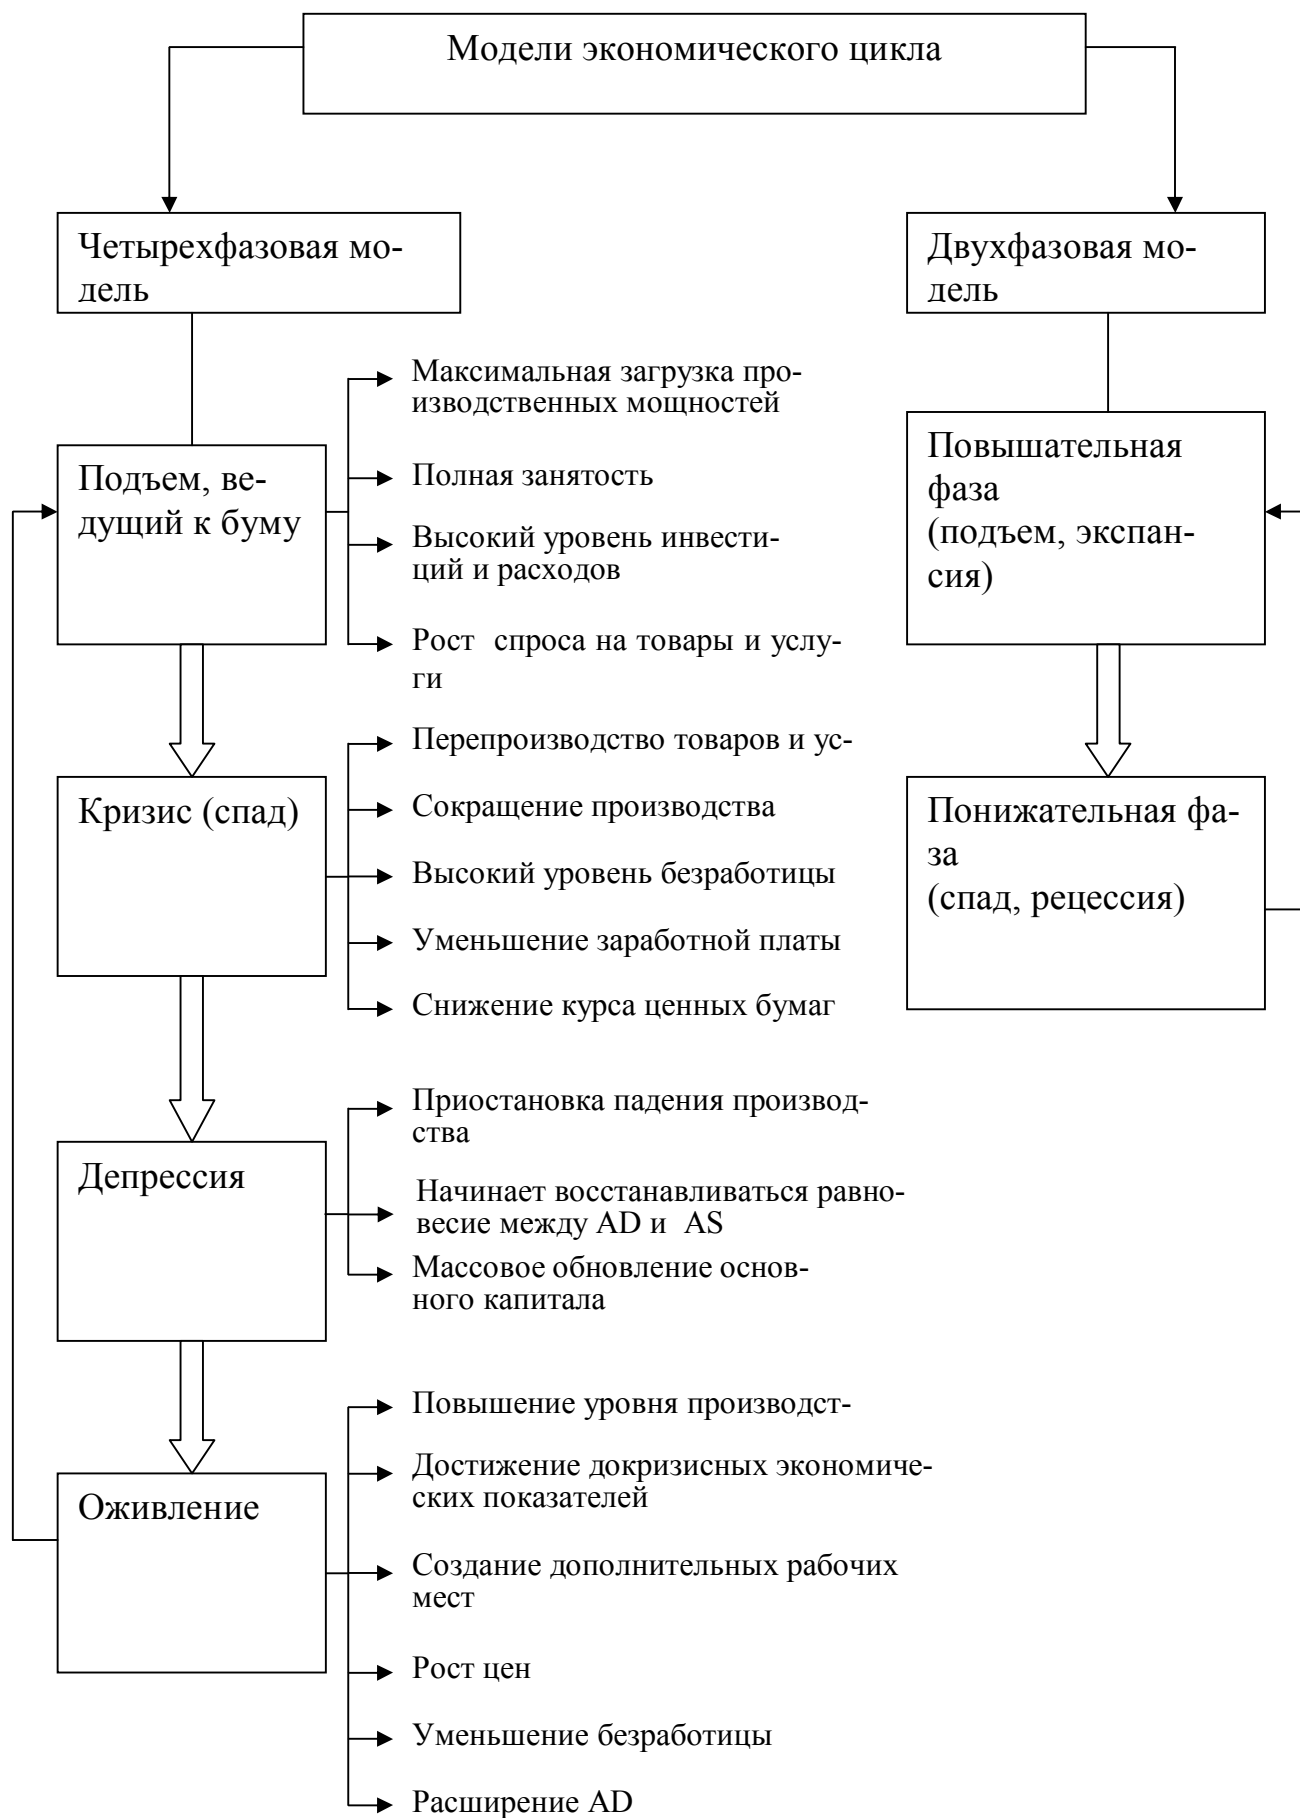 Модели экономического цикла
Четырехфазовая мо-
дель
Двухфазовая мо-
дель
Максимальная загрузка про-
изводственных мощностей
Подъем, ве-
дущий к буму
Полная занятость
Высокий уровень инвести-
ций и расходов
Рост спроса на товары и услу-
ги
Повышательная
фаза
(подъем, экспан-
сия)
Кризис (спад)
Перепроизводство товаров и ус-
Сокращение производства
Высокий уровень безработицы
Уменьшение заработной платы
Снижение курса ценных бумаг
Понижательная фа-
за
(спад, рецессия)
Депрессия
Приостановка падения производ-
ства
Начинает восстанавливаться равно-
весие между AD и AS
Массовое обновление основ-
ного капитала
Оживление
Повышение уровня производст-
Достижение докризисных экономиче-
ских показателей
Создание дополнительных рабочих
мест
Рост цен
Уменьшение безработицы
Расширение AD